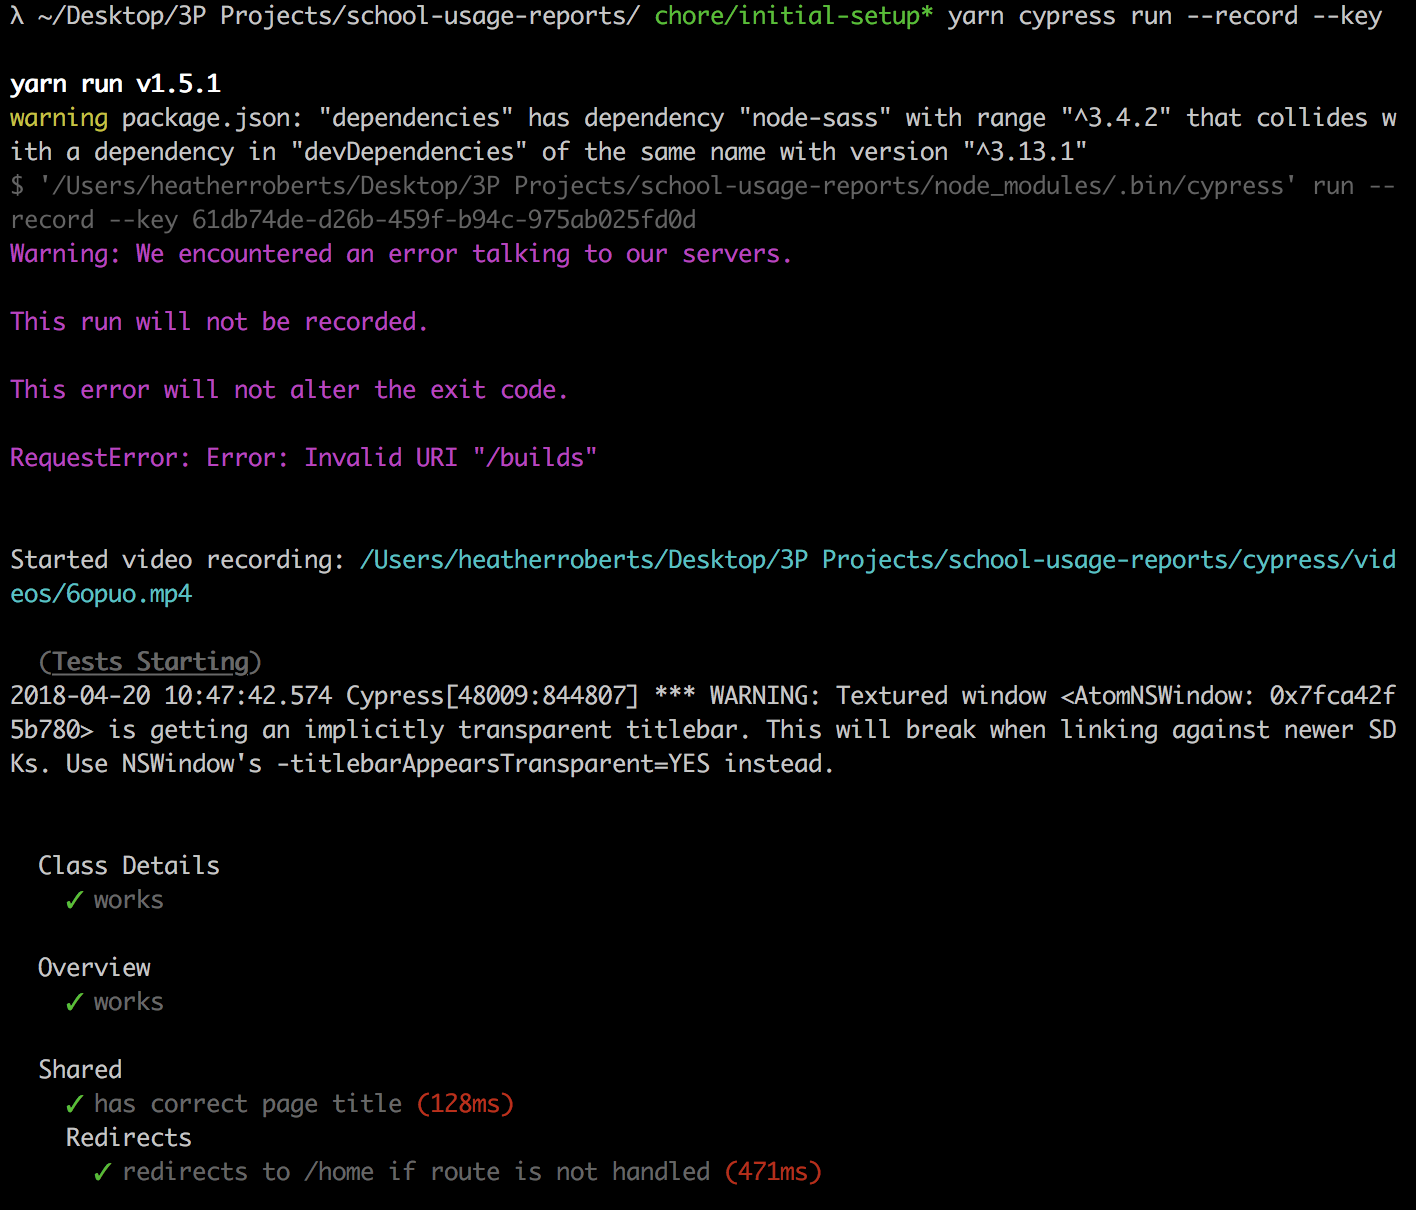 λ ~/Desktop/3P Projects/school-usage-reports/ chore/initial-setup* yarn cypress run --record --key
yarn run v1.5.1
warning package.json: "dependencies" has dependency "node-sass" with range "^3.4.2" that collides w
ith a dependency in "devDependencies" of the same name with version "^3.13.1"
$ '/Users/heatherroberts/Desktop/3P Projects/school-usage-reports/node_modules/.bin/cypress' run --
record --key 61db74de-d26b-459f-b94c-975ab025fd0d
Warning: We encountered an error talking to our servers.
This run will not be recorded.
This error will not alter the exit code.
RequestError: Error: Invalid URI "/builds"
Started video recording: /Users/heatherroberts/Desktop/3P Projects/school-usage-reports/cypress/vid
eos/6opuo.mp4
(Tests Starting)
2018-04-20 10:47:42.574 Cypress[48009:844807] *** WARNING: Textured window <AtomNSWindow: 0x7fca42f
5b780> is getting an implicitly transparent titlebar. This will break when linking against newer SD
Ks. Use NSWindow's -titlebarAppearsTransparent=YES instead.
Class Details
✓ works
Overview
✓ works
Shared
✓ has correct page title (128ms)
Redirects
✓ redirects to /home if route is not handled (471ms)